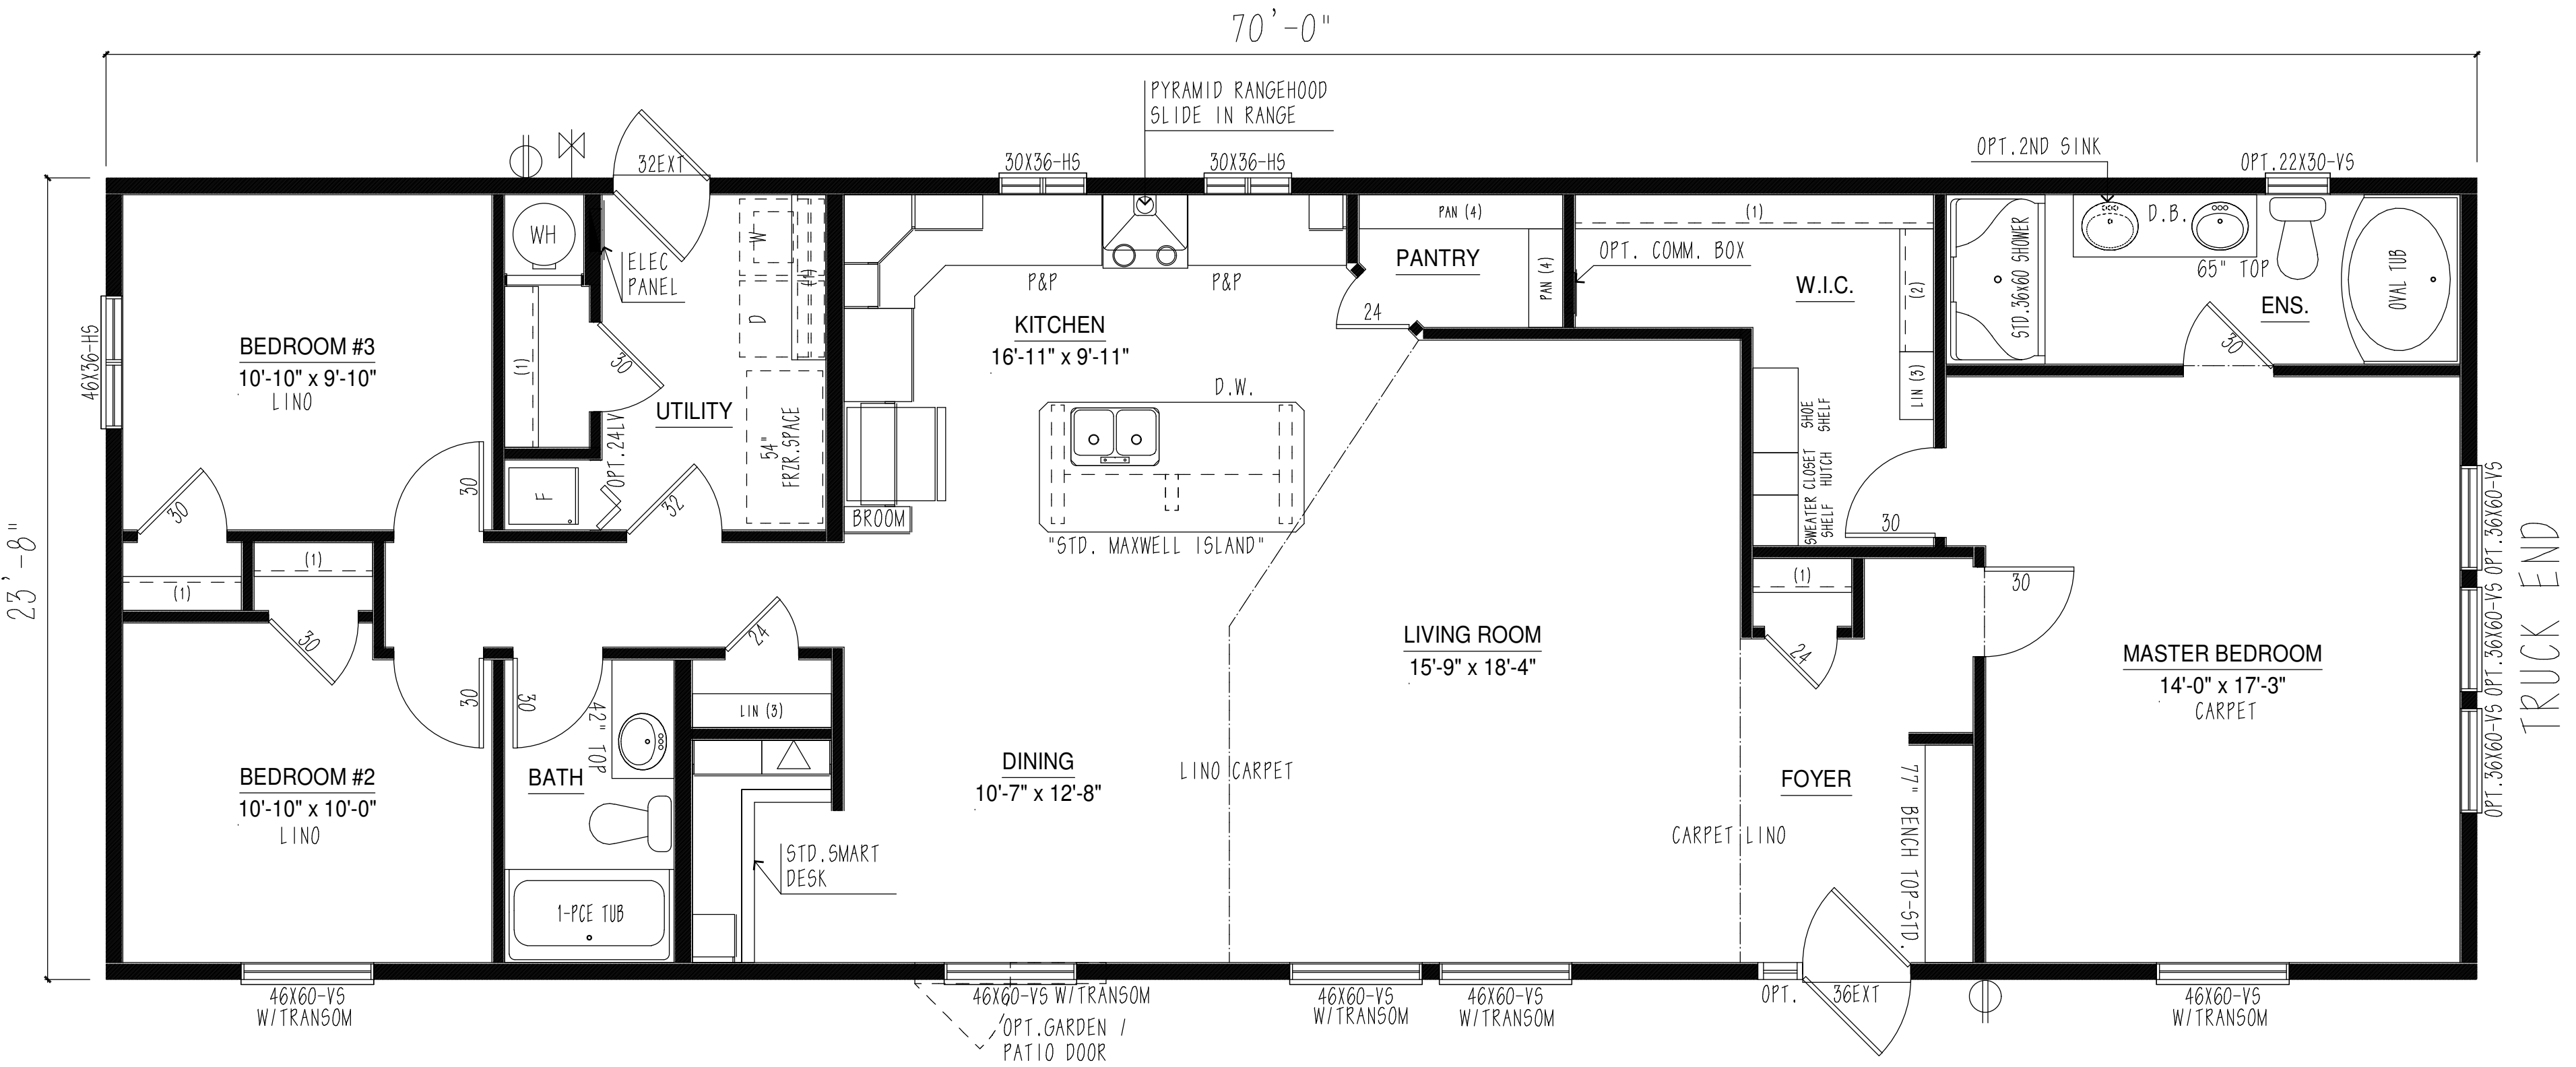 70'-0"
PYRAMID RANGEHOOD
SLIDE IN RANGE
32EXT
30X36-HS
30X36-HS
OPT.2ND SINK
OPT.22X30-VS
WH
ELEC
PANEL
W
D
(1)
PAN (4)
PANTRY
PAN (4)
24
(1)
OPT. COMM. BOX
W.I.C.
(2)
LIN (3)
STD.36x60 SHOWER
D.B.
65" TOP
ENS.
OVAL TUB
30
46X36-HS
BEDROOM #3
10'-10" x 9'-10"
LINO
(1)
30
UTILITY
OPT.24LV
54"
FRZR.SPACE
P&P
P&P
KITCHEN
16'-11" x 9'-11"
D.W.
"STD. MAXWELL ISLAND"
BROOM
F
32
30
30
SHOE
SHELF
SWEATER CLOSET
SHELF HUTCH
30
23'-8"
(1)
(1)
30
24
(1)
24
30
OPT.36X60-VS
OPT.36X60-VS
OPT.36X60-VS
TRUCK END
BEDROOM #2
10'-10" x 10'-0"
LINO
30
30
42" TOP
BATH
1-PCE TUB
LIN (3)
STD.SMART
DESK
DINING
10'-7" x 12'-8"
LINO CARPET
LIVING ROOM
15'-9" x 18'-4"
CARPET LINO
FOYER
77" BENCH TOP-STD.
MASTER BEDROOM
14'-0" x 17'-3"
CARPET
46X60-VS
W/TRANSOM
46X60-VS W/TRANSOM
OPT.GARDEN /
PATIO DOOR
46X60-VS
W/TRANSOM
46X60-VS
W/TRANSOM
OPT.
36EXT
46X60-VS
W/TRANSOM